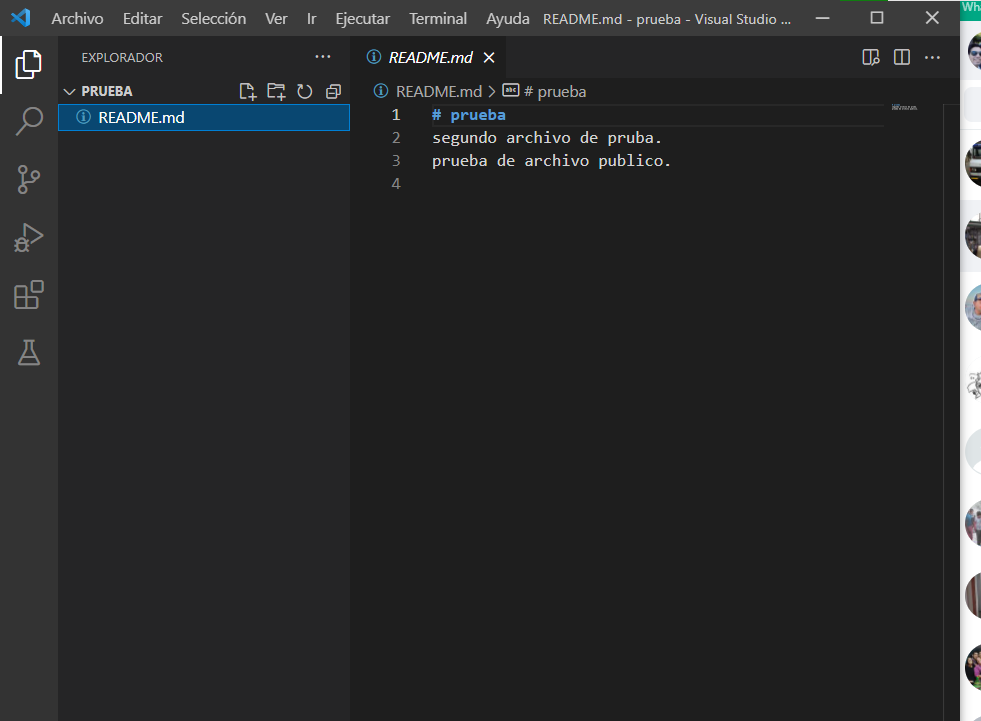 Archivo Editar Selección Ver Ir Ejecutar Terminal Ayuda README.md - prueba - Visual Studio ...
EXPLORADOR
PRUEBA
README.md
README.md
README.md > abc # prueba
1 # prueba
2 segundo archivo de pruba.
3 prueba de archivo publico.
4